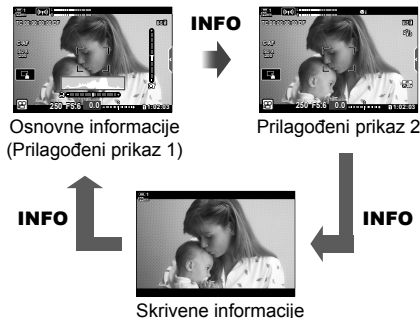 INFO
250 F5.6 0.0 1:02:03
Osnovne informacije
(Prilagođeni prikaz 1)
250 F5.6 0.0 1:02:03
Prilagođeni prikaz 2
INFO
INFO
Skrivene informacije